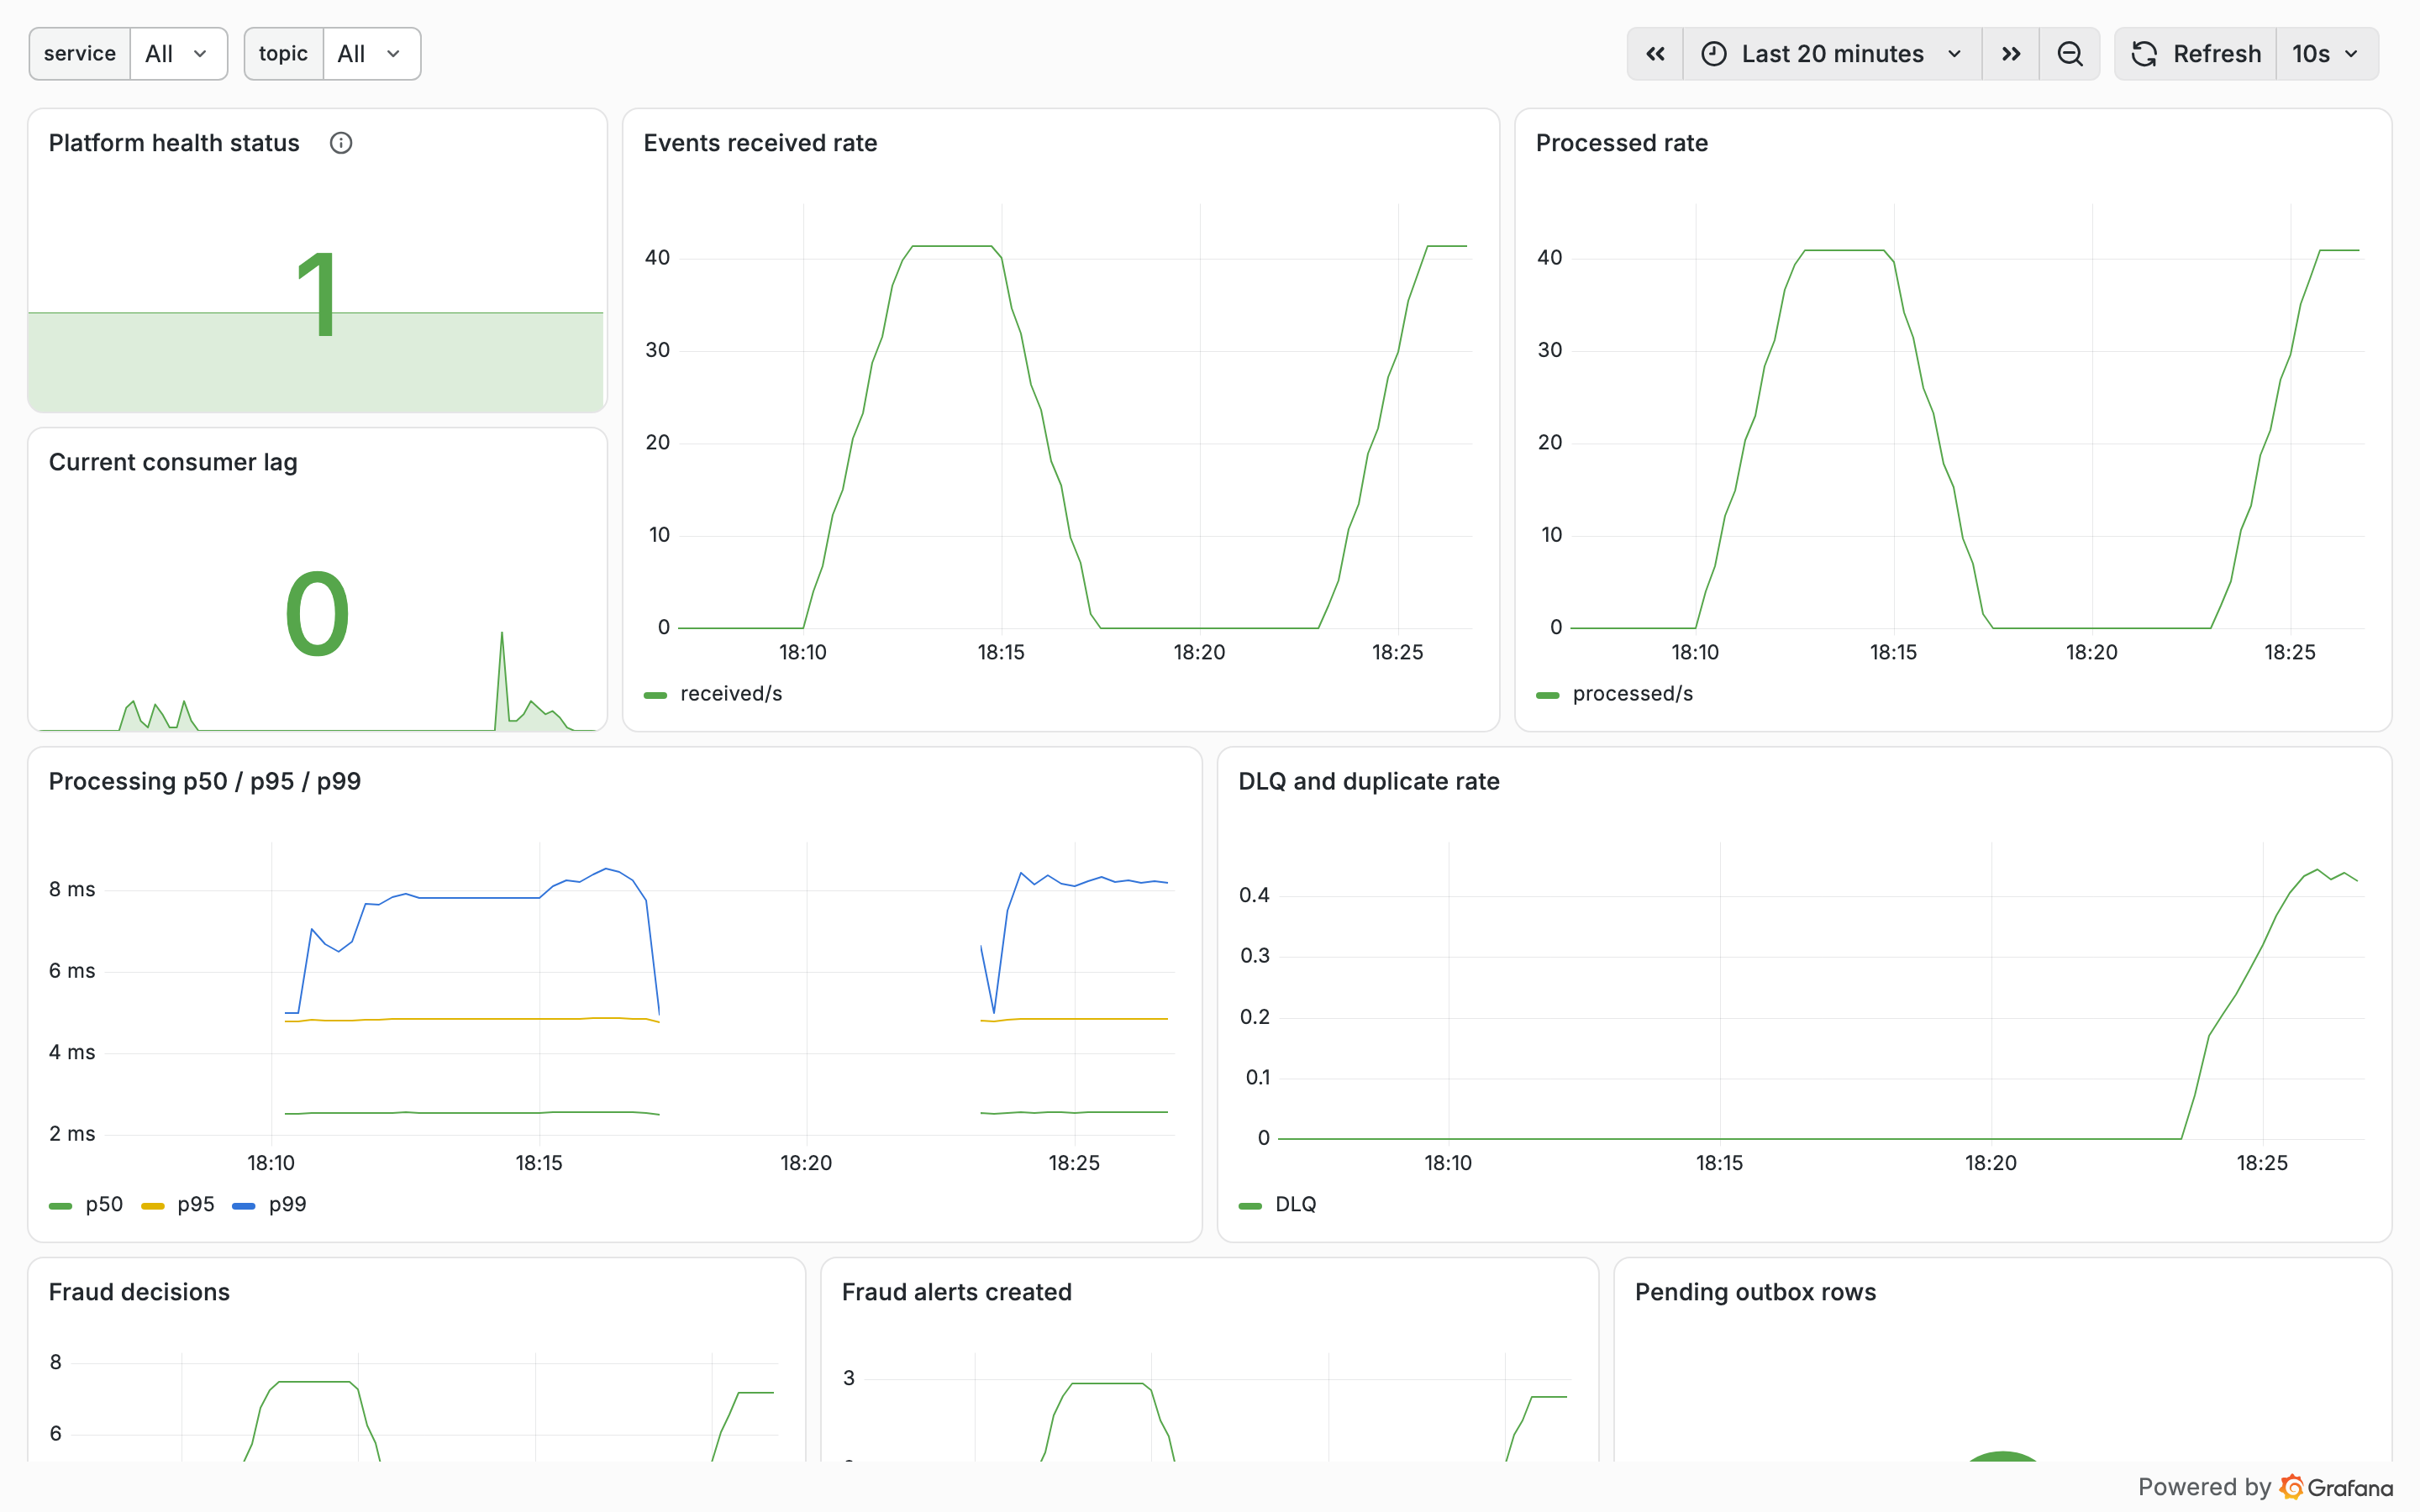 service All topic All Last 20 minutes Refresh 10s
Platform health status
1
Current consumer lag
0
Events received rate
40
30
20
10
0
18:10 18:15 18:20 18:25
received/s
Processed rate
40
30
20
10
0
18:10 18:15 18:20 18:25
processed/s
Processing p50 / p95 / p99
8 ms
6 ms
4 ms
2 ms
18:10 18:15 18:20 18:25
p50 p95 p99
DLQ and duplicate rate
0.4
0.3
0.2
0.1
0
18:10 18:15 18:20 18:25
DLQ
Fraud decisions
8
6
Fraud alerts created
3
Pending outbox rows
Powered by Grafana